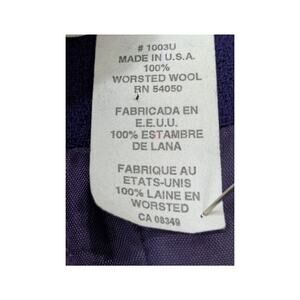 # 1003U
MADE IN U.S.A.
100%
WORSTED WOOL
RN 54050
FABRICADA EN
E.E.U.U.
100% ESTAMBRE
DE LANA
FABRIQUE AU
ETATS-UNIS
100% LAINE EN
WORSTED
CA 08349